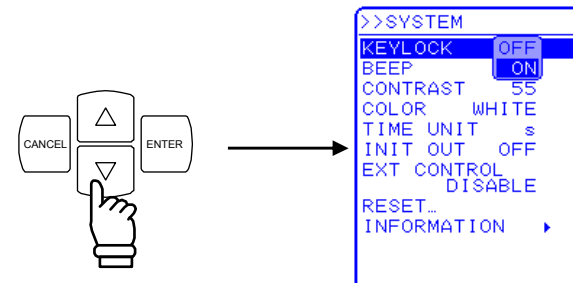 CANCEL
ENTER
>>SYSTEM
KEYLOCK OFF
BEEP ON
CONTRAST 55
COLOR WHITE
TIME UNIT s
INIT OUT OFF
EXT CONTROL
DISABLE
RESET…
INFORMATION